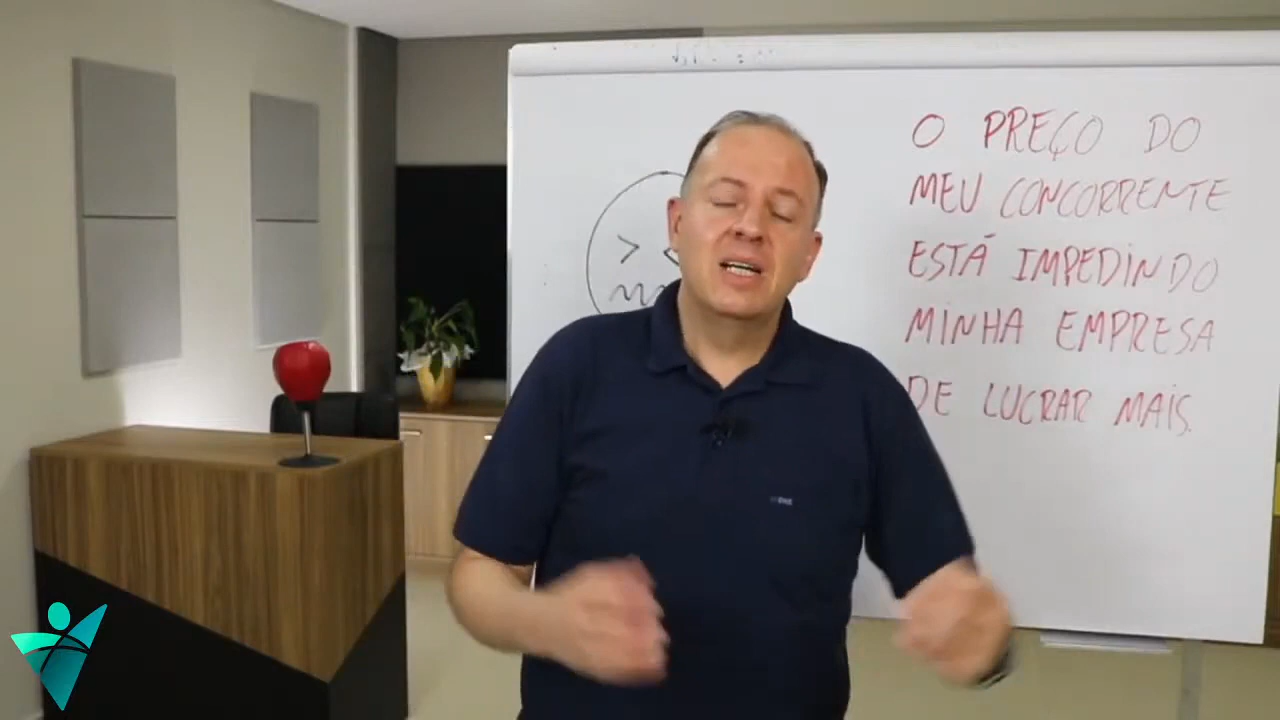 O PREÇO DO
MEU CONCORRENTE
ESTÁ IMPEDINDO
MINHA EMPRESA
DE LUCRAR MAIS.